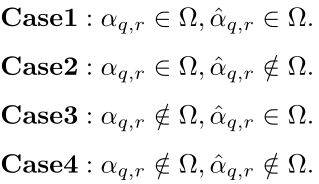 Case1 : α_{q,r} ∈ Ω, α̂_{q,r} ∈ Ω.
Case2 : α_{q,r} ∈ Ω, α̂_{q,r} ∉ Ω.
Case3 : α_{q,r} ∉ Ω, α̂_{q,r} ∈ Ω.
Case4 : α_{q,r} ∉ Ω, α̂_{q,r} ∉ Ω.